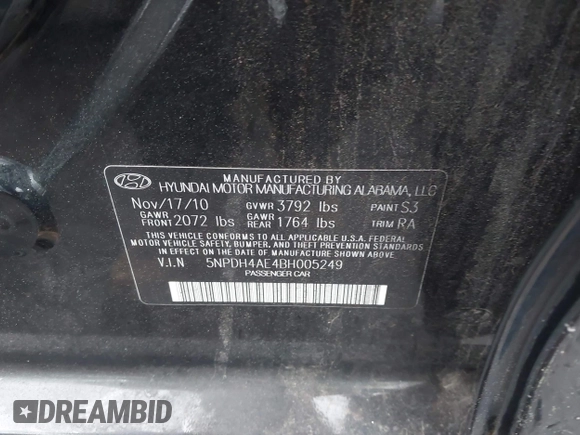 MANUFACTURED BY
HYUNDAI MOTOR MANUFACTURING ALABAMA, LLC
Nov/17/10 GVWR 3792 lbs PAINT S3
GAWR FRONT 2072 lbs GAWR REAR 1764 lbs TRIM RA
THIS VEHICLE CONFORMS TO ALL APPLICABLE U.S.A. FEDERAL
MOTOR VEHICLE SAFETY, BUMPER, AND THEFT PREVENTION
STANDARDS IN EFFECT ON THE DATE OF MANUFACTURE SHOWN ABOVE.
V.I.N 5NPDH4AE4BH005249
PASSENGER CAR
DREAMBID